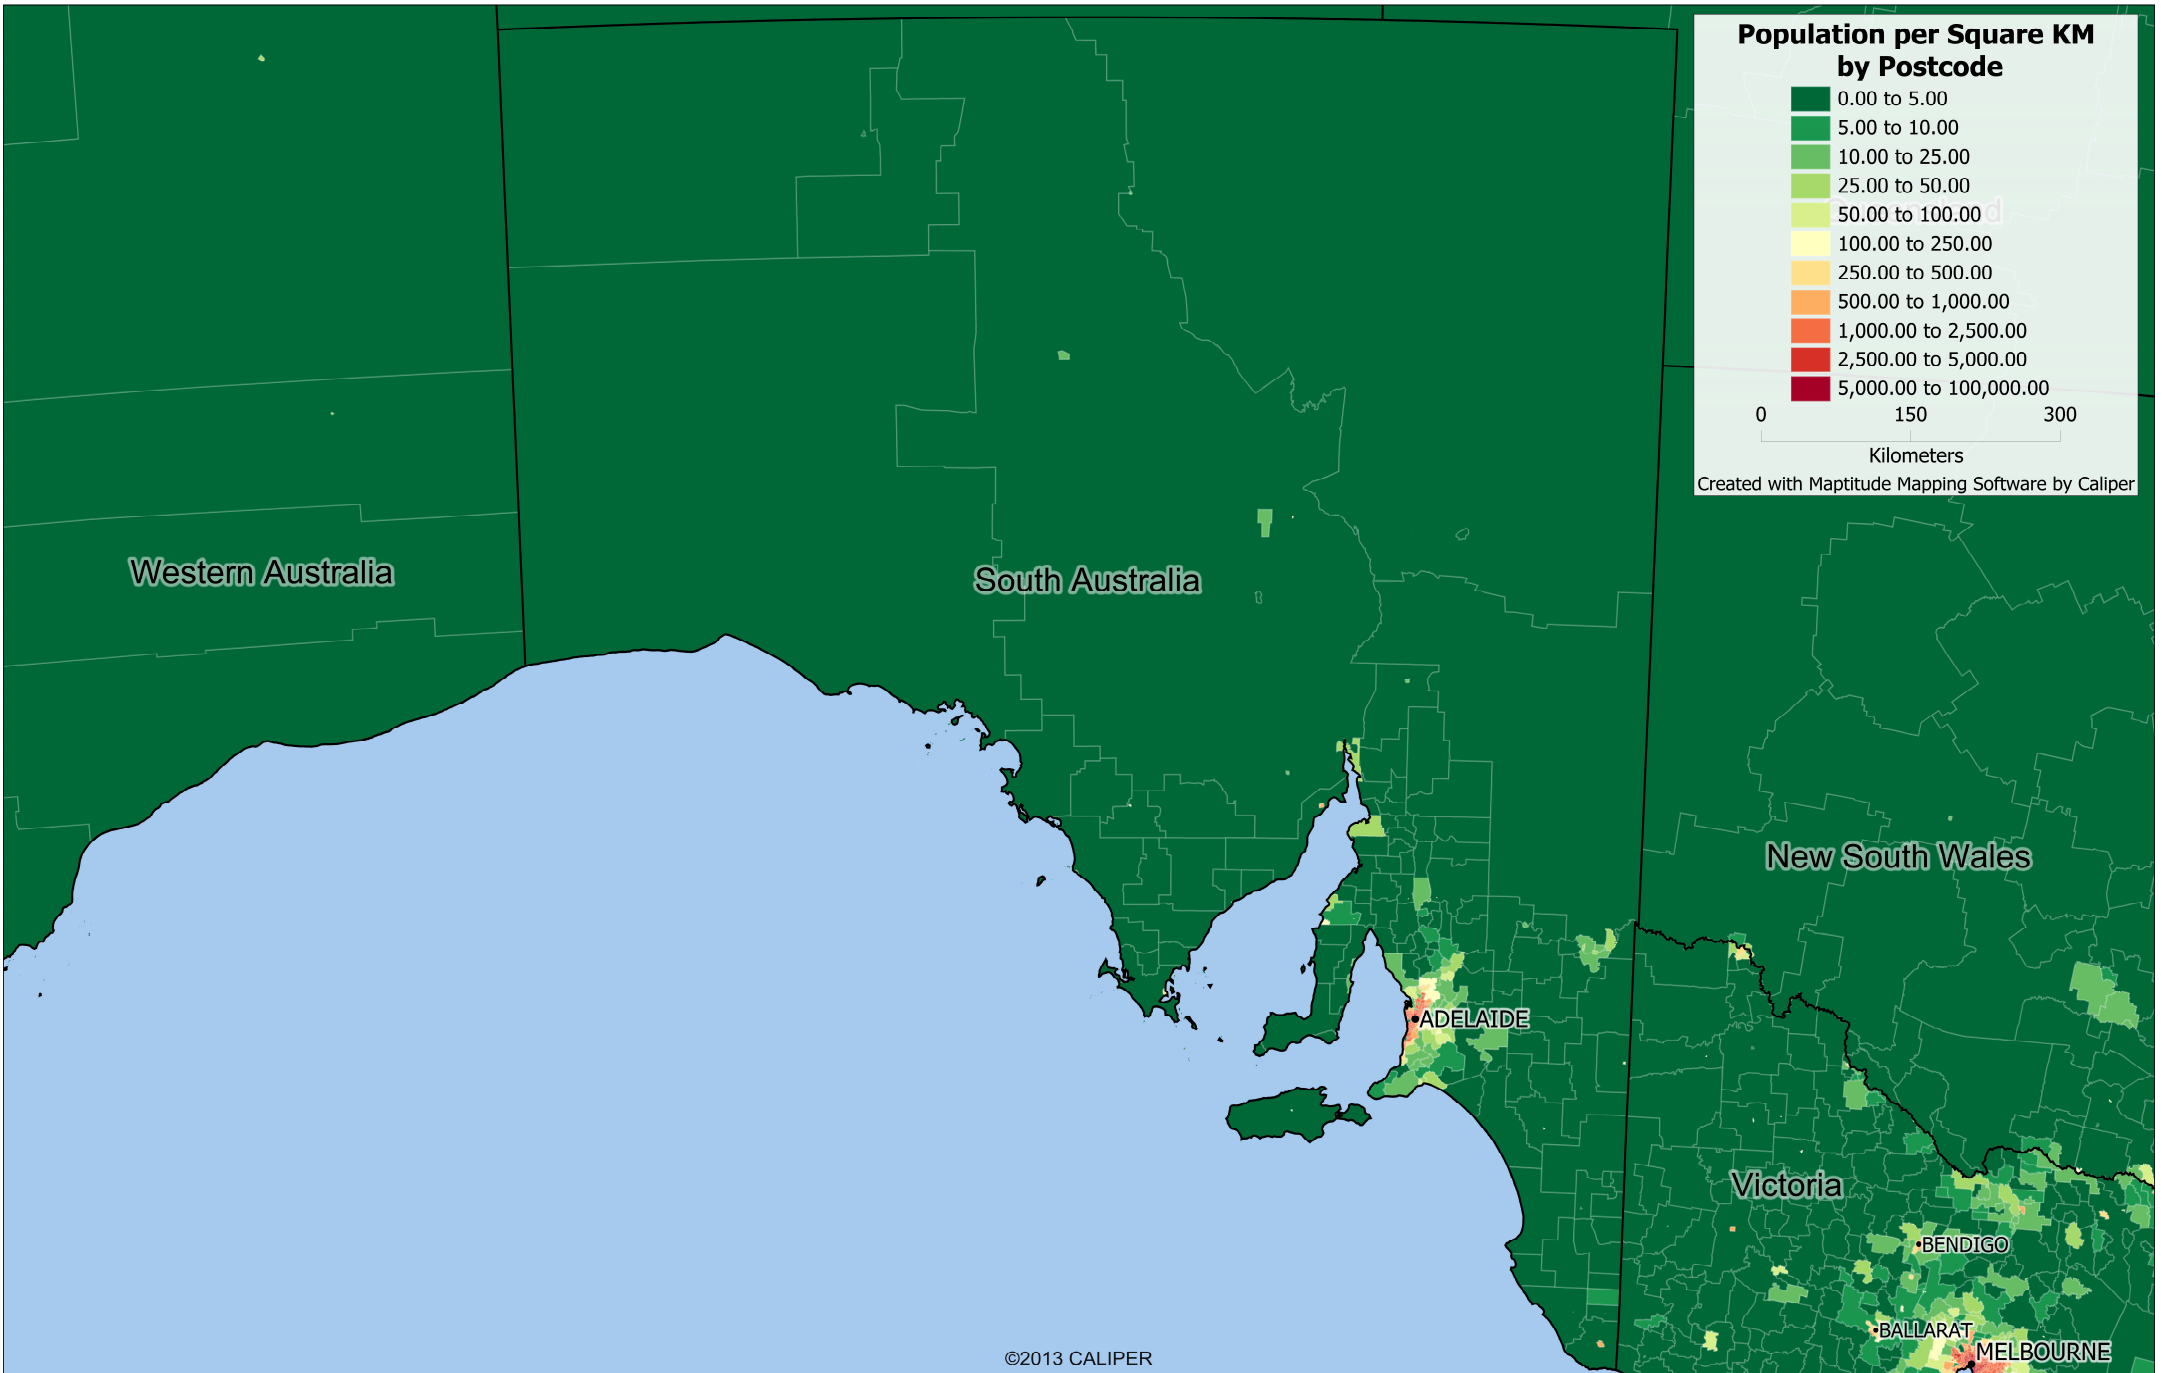 Population per Square KM
by Postcode
0.00 to 5.00
5.00 to 10.00
10.00 to 25.00
25.00 to 50.00
50.00 to 100.00
100.00 to 250.00
250.00 to 500.00
500.00 to 1,000.00
1,000.00 to 2,500.00
2,500.00 to 5,000.00
5,000.00 to 100,000.00
0 150 300
Kilometers
Created with Maptitude Mapping Software by Caliper
Western Australia
South Australia
New South Wales
ADELAIDE
Victoria
BENDIGO
BALLARAT
MELBOURNE
©2013 CALIPER